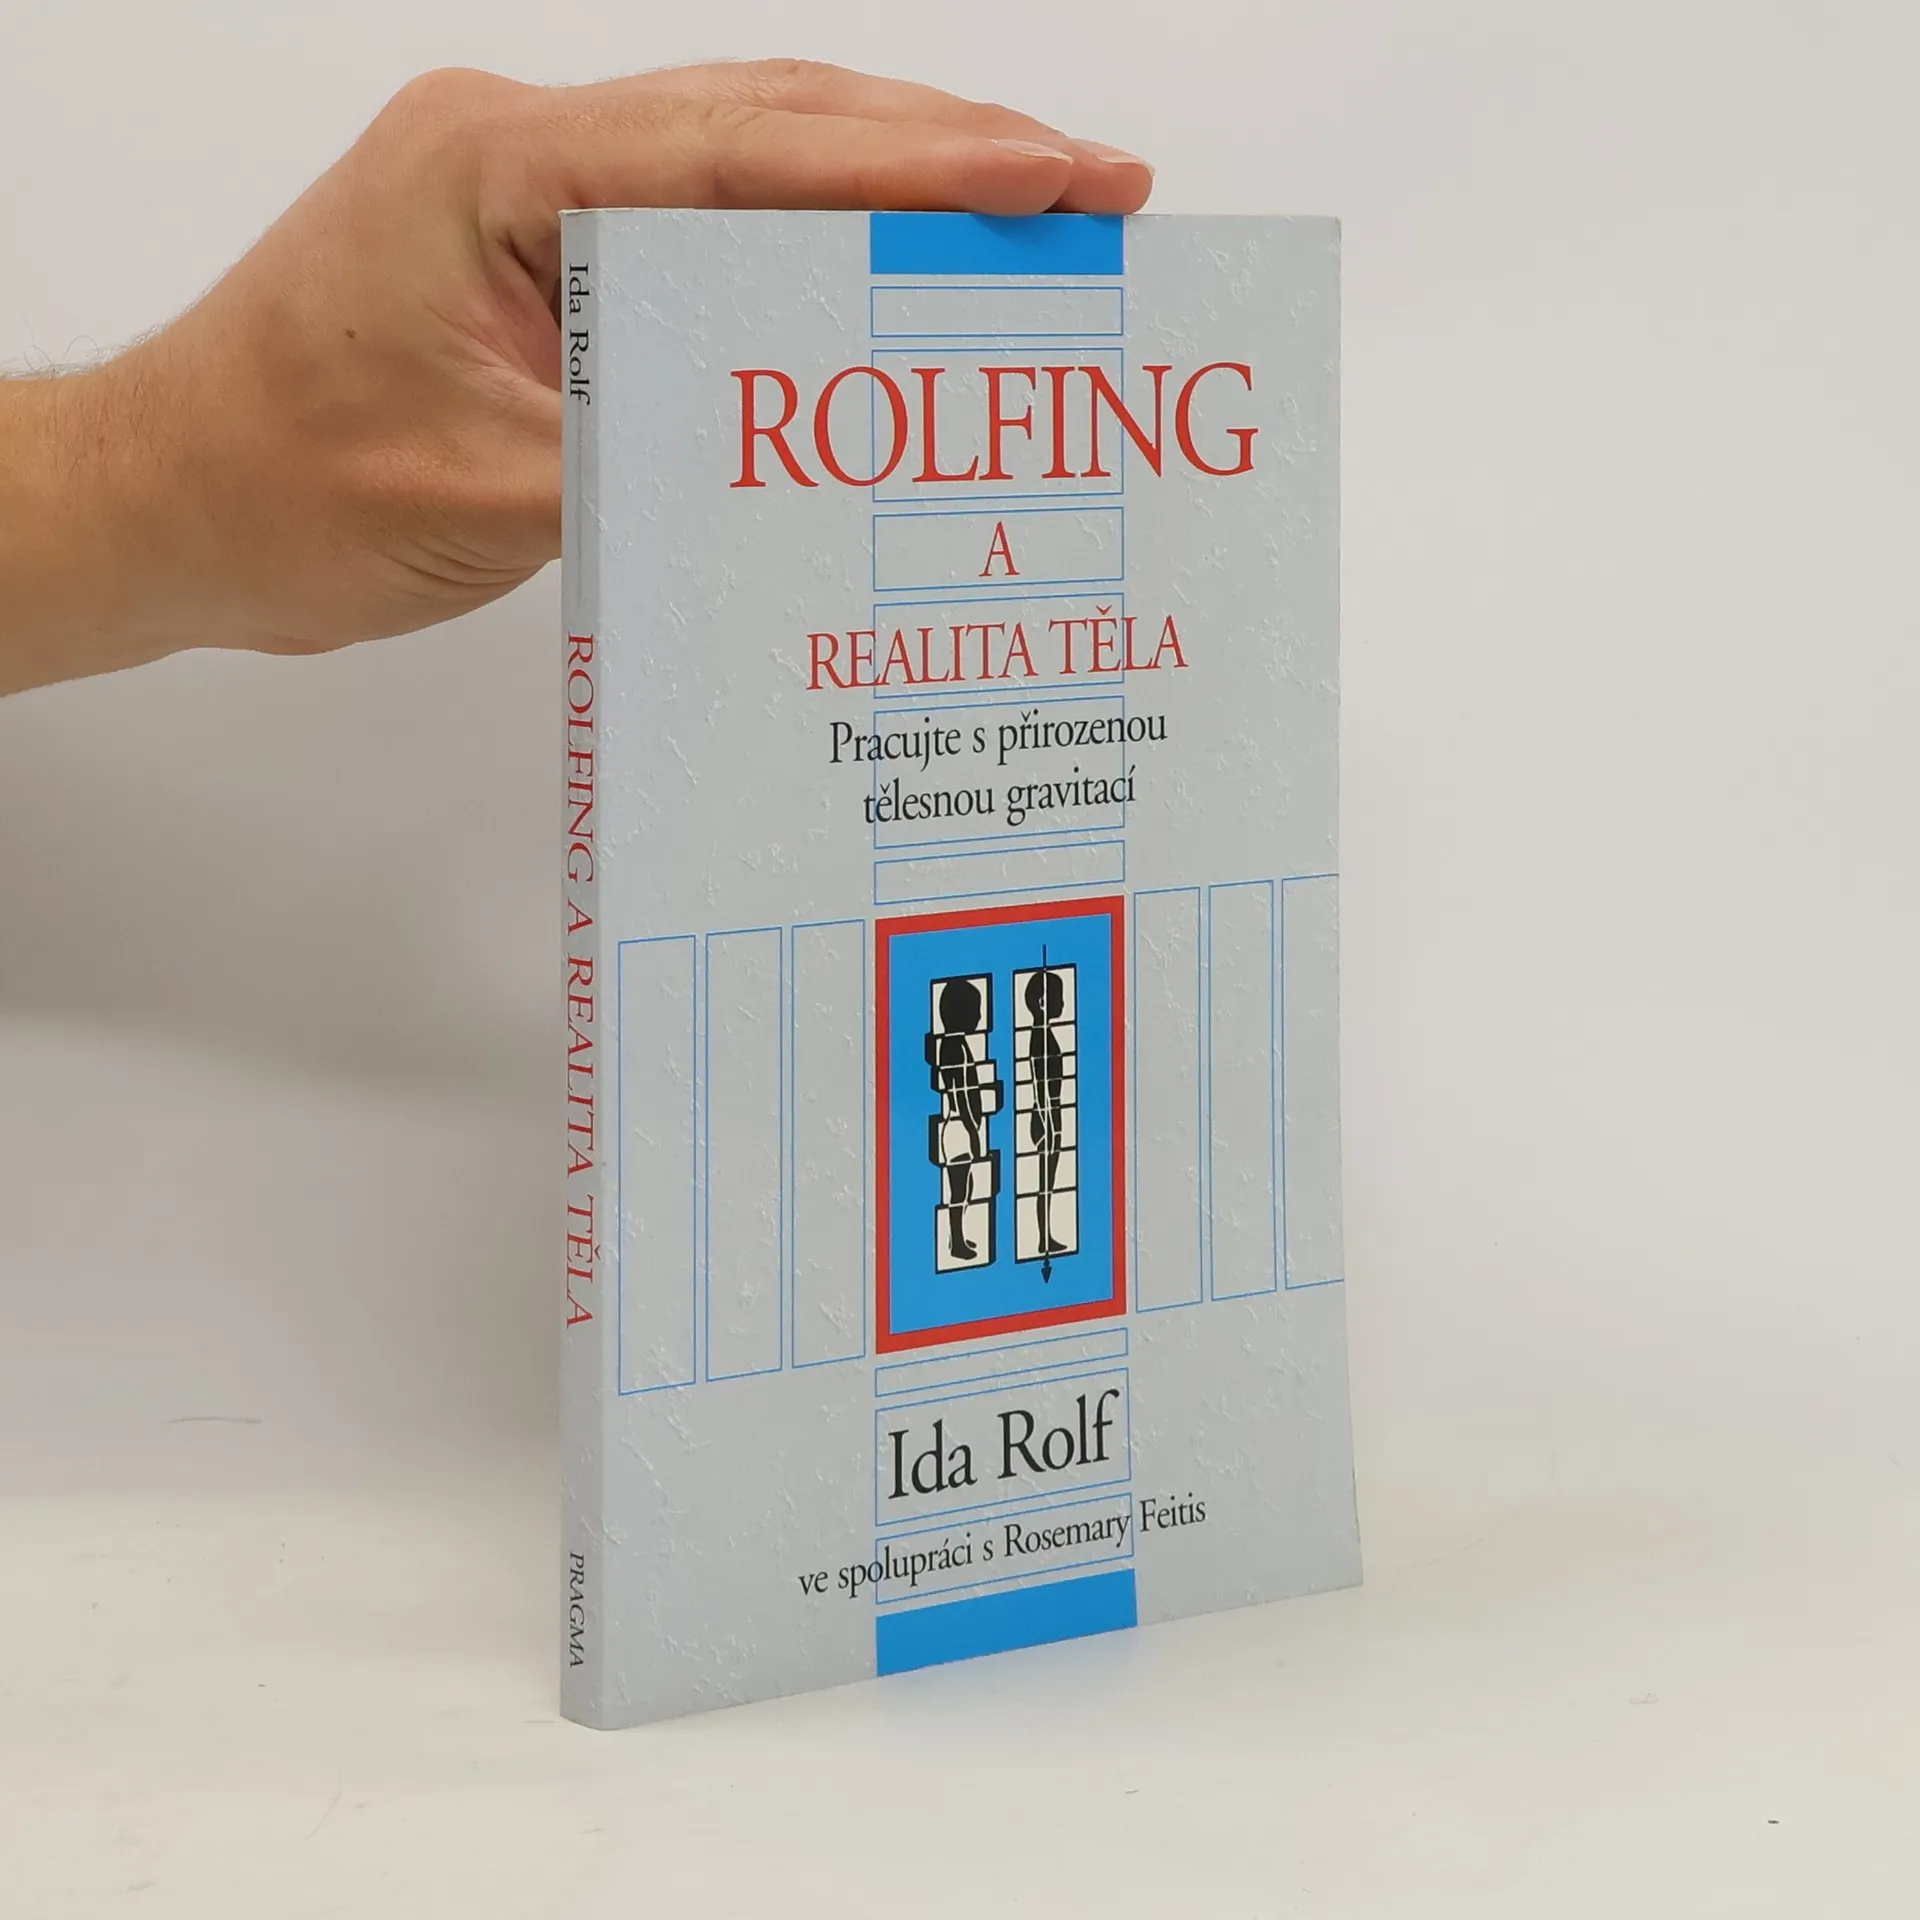 Ida Rolf
ROLFING A REALITA TĚLA
PRAGMA
ROLFING
A
REALITA TĚLA
Pracujte s přirozenou
tělesnou gravitací
Ida Rolf
ve spolupráci s Rosemary Feitis